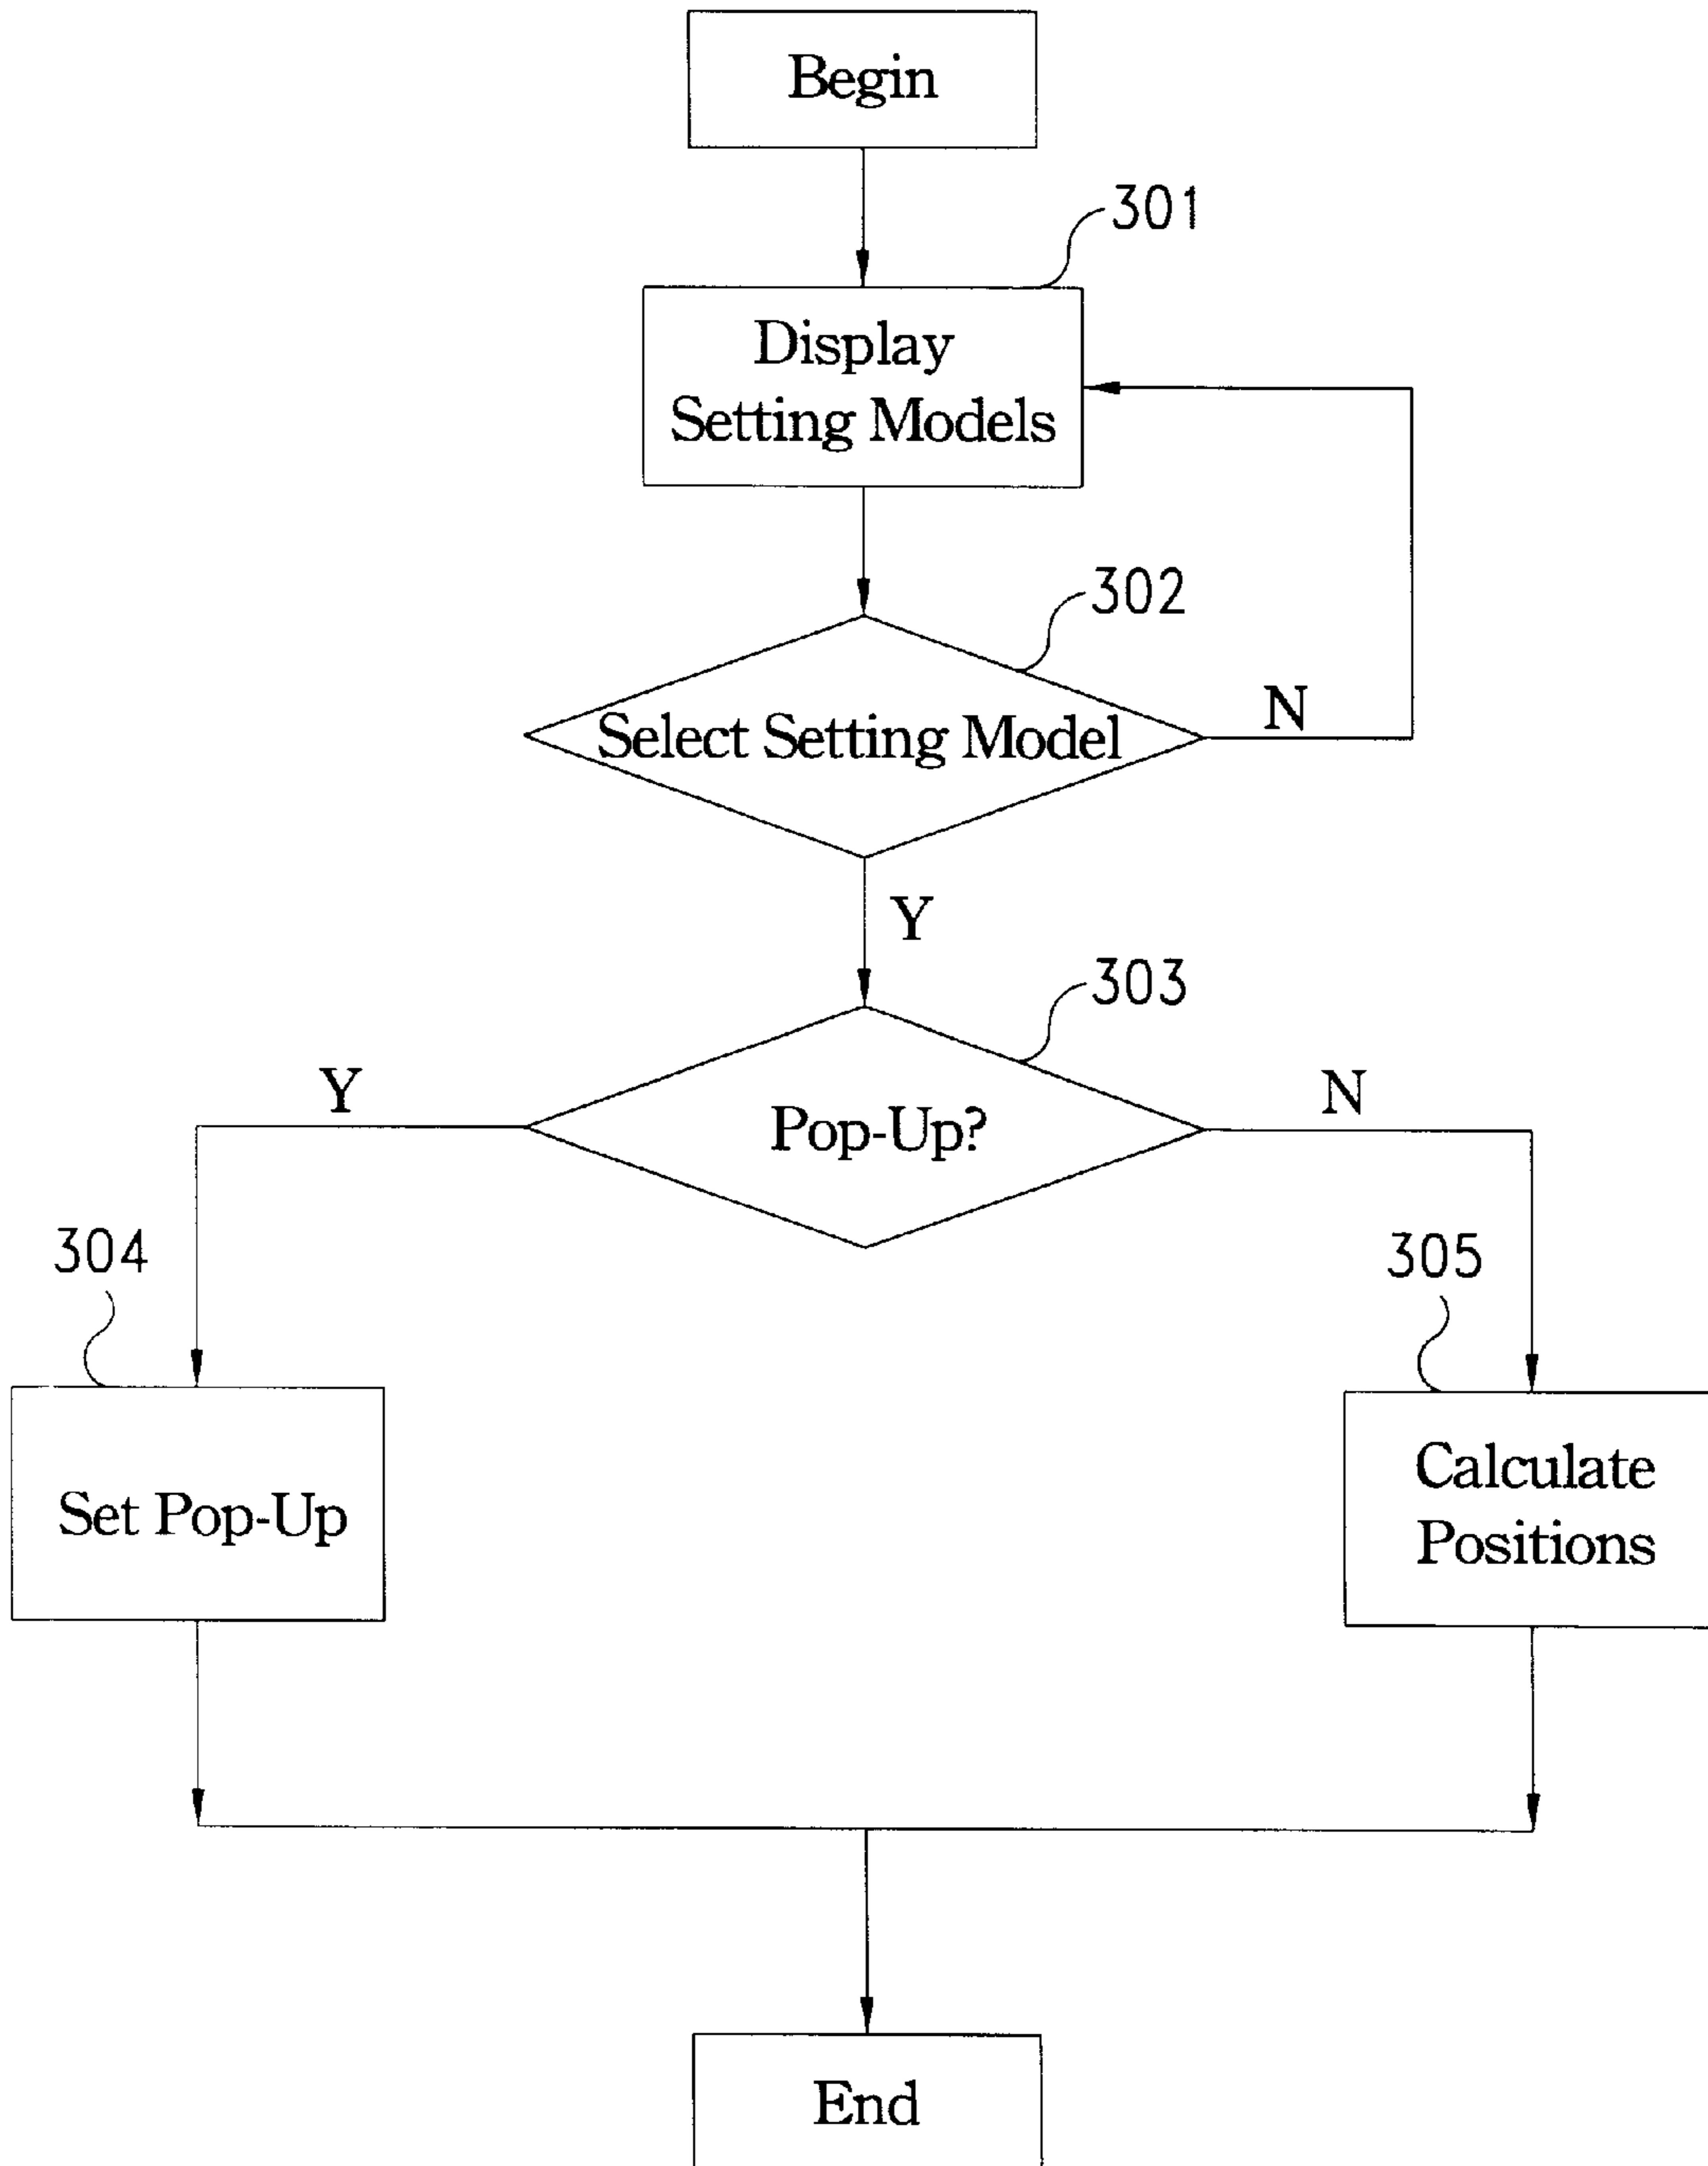 Begin
301
Display
Setting Models
302
Select Setting Model
N
Y
303
Y
Pop-Up?
N
304
305
Set Pop-Up
Calculate
Positions
End